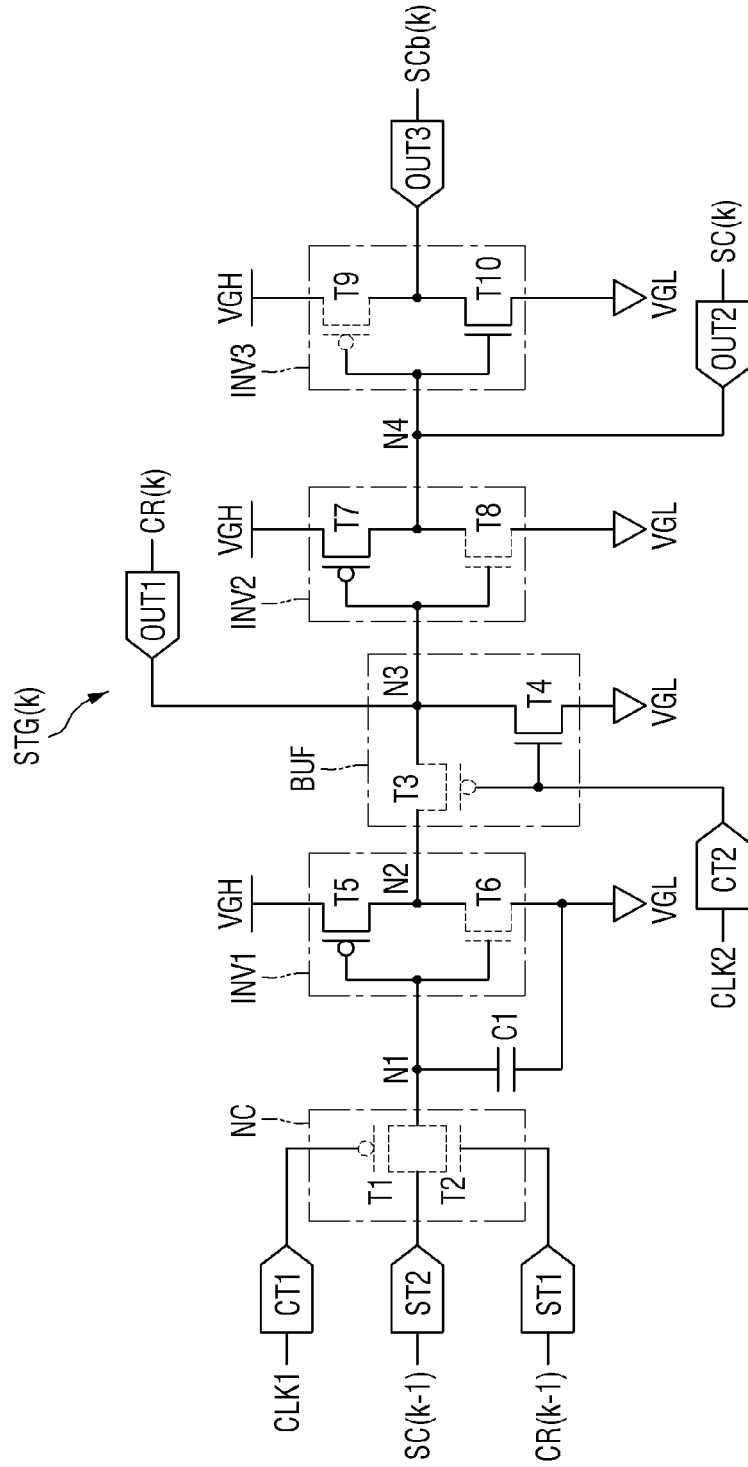 STG(k)
OUT1
CR(k)
NC
INV1
BUF
INV2
INV3
VGH
VGH
VGH
CLK1
CT1
T1
T2
N1
C1
T5
T6
N2
T3
T4
N3
T7
T8
N4
T9
T10
OUT3
SCb(k)
SC(k-1)
ST2
CR(k-1)
ST1
VGL
VGL
VGL
VGL
CLK2
CT2
OUT2
SC(k)